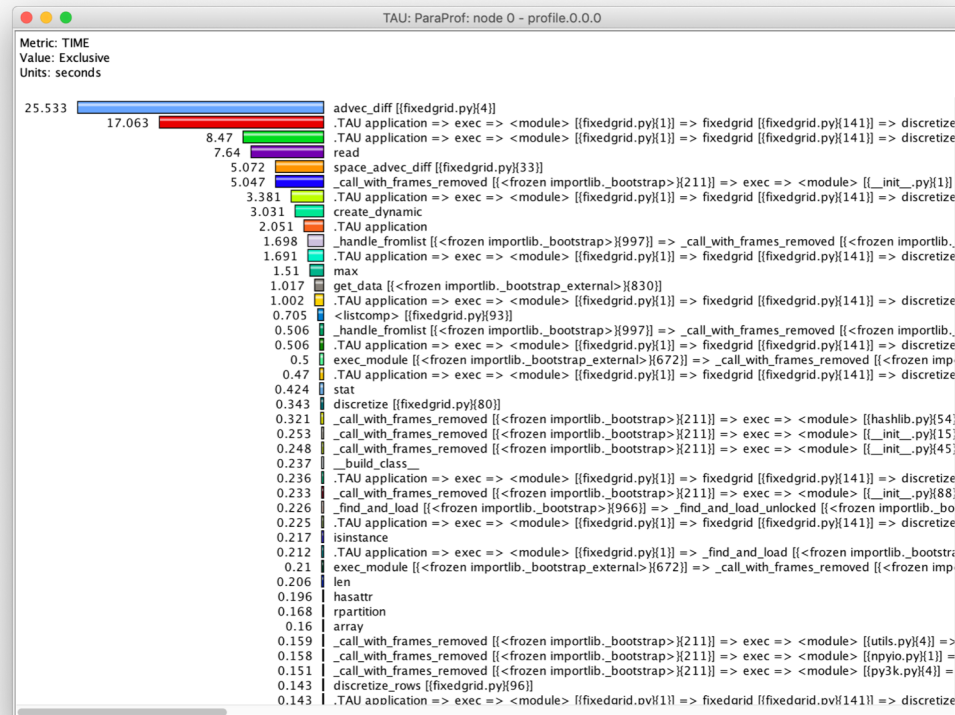 TAU: ParaProf: node 0 - profile.0.0.0
Metric: TIME
Value: Exclusive
Units: seconds
25.533 advec_diff [{fixedgrid.py}{4}]
17.063 .TAU application => exec => <module> [{fixedgrid.py}{1}] => fixedgrid [{fixedgrid.py}{141}] => discretize
8.47 .TAU application => exec => <module> [{fixedgrid.py}{1}] => fixedgrid [{fixedgrid.py}{141}] => discretize
7.64 read
5.072 space_advec_diff [{fixedgrid.py}{33}]
5.047 _call_with_frames_removed [{<frozen importlib._bootstrap>}{211}] => exec => <module> [{__init__.py}{1}]
3.381 .TAU application => exec => <module> [{fixedgrid.py}{1}] => fixedgrid [{fixedgrid.py}{141}] => discretize
3.031 create_dynamic
2.051 .TAU application
1.698 _handle_fromlist [{<frozen importlib._bootstrap>}{997}] => _call_with_frames_removed [{<frozen importlib._
1.691 .TAU application => exec => <module> [{fixedgrid.py}{1}] => fixedgrid [{fixedgrid.py}{141}] => discretize
1.51 max
1.017 get_data [{<frozen importlib._bootstrap_external>}{830}]
1.002 .TAU application => exec => <module> [{fixedgrid.py}{1}] => fixedgrid [{fixedgrid.py}{141}] => discretize
0.705 <listcomp> [{fixedgrid.py}{93}]
0.506 _handle_fromlist [{<frozen importlib._bootstrap>}{997}] => _call_with_frames_removed [{<frozen importlib._
0.506 .TAU application => exec => <module> [{fixedgrid.py}{1}] => fixedgrid [{fixedgrid.py}{141}] => discretize
0.5 exec_module [{<frozen importlib._bootstrap_external>}{672}] => _call_with_frames_removed [{<frozen imp
0.47 .TAU application => exec => <module> [{fixedgrid.py}{1}] => fixedgrid [{fixedgrid.py}{141}] => discretize
0.424 stat
0.343 discretize [{fixedgrid.py}{80}]
0.321 _call_with_frames_removed [{<frozen importlib._bootstrap>}{211}] => exec => <module> [{hashlib.py}{54}
0.253 _call_with_frames_removed [{<frozen importlib._bootstrap>}{211}] => exec => <module> [{__init__.py}{15}
0.248 _call_with_frames_removed [{<frozen importlib._bootstrap>}{211}] => exec => <module> [{__init__.py}{45}
0.237 __build_class__
0.236 .TAU application => exec => <module> [{fixedgrid.py}{1}] => fixedgrid [{fixedgrid.py}{141}] => discretize
0.233 _call_with_frames_removed [{<frozen importlib._bootstrap>}{211}] => exec => <module> [{__init__.py}{88}
0.226 _find_and_load [{<frozen importlib._bootstrap>}{966}] => _find_and_load_unlocked [{<frozen importlib._bo
0.225 .TAU application => exec => <module> [{fixedgrid.py}{1}] => fixedgrid [{fixedgrid.py}{141}] => discretize
0.217 isinstance
0.212 .TAU application => exec => <module> [{fixedgrid.py}{1}] => _find_and_load [{<frozen importlib._bootstra
0.21 exec_module [{<frozen importlib._bootstrap_external>}{672}] => _call_with_frames_removed [{<frozen imp
0.206 len
0.196 hasattr
0.168 rpartition
0.16 array
0.159 _call_with_frames_removed [{<frozen importlib._bootstrap>}{211}] => exec => <module> [{utils.py}{4}] =>
0.158 _call_with_frames_removed [{<frozen importlib._bootstrap>}{211}] => exec => <module> [{npyio.py}{1}] =
0.151 _call_with_frames_removed [{<frozen importlib._bootstrap>}{211}] => exec => <module> [{py3k.py}{4}] =
0.143 discretize_rows [{fixedgrid.py}{96}]
0.143 .TAU application => exec => <module> [{fixedgrid.py}{1}] => fixedgrid [{fixedgrid.py}{141}] => discretize